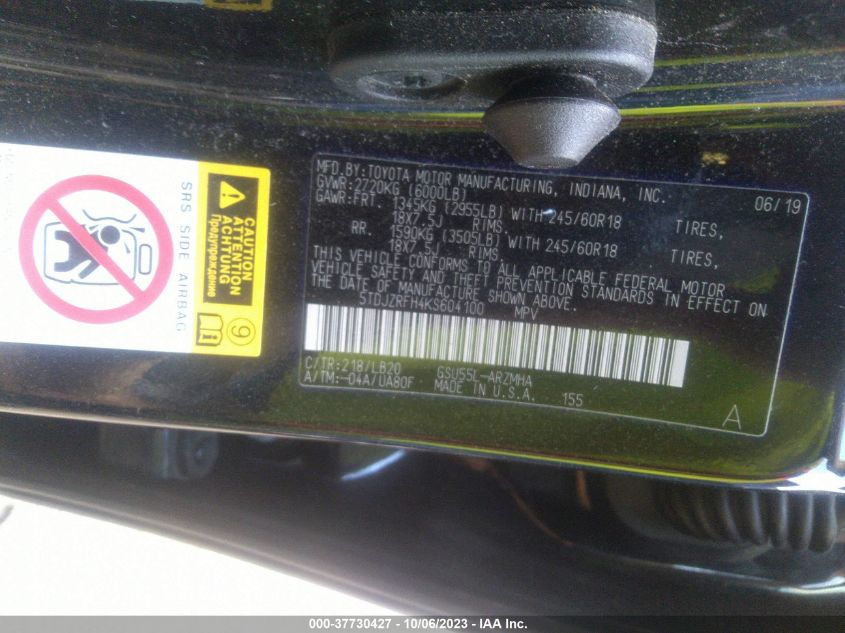 SRS SIDE AIRBAG
CAUTION
ATTENTION
ACHTUNG
Предупреждение
9
MFD.BY:TOYOTA MOTOR MANUFACTURING, INDIANA, INC. 06/19
GVWR:2720KG (6000LB)
GAWR:FRT. 1345KG (2955LB) WITH 245/60R18 TIRES,
18X7.5J RIMS.
RR. 1590KG (3505LB) WITH 245/60R18 TIRES,
18X7.5J RIMS.
THIS VEHICLE CONFORMS TO ALL APPLICABLE FEDERAL MOTOR
VEHICLE SAFETY AND THEFT PREVENTION STANDARDS IN EFFECT ON
THE DATE OF MANUFACTURE SHOWN ABOVE.
5TDJZRFH4KS604100 MPV
C/TR:218/LB20 GSU55L-ARZMHA
A/TM:-04A/UA80F MADE IN U.S.A. 155
A
000-37730427 - 10/06/2023 - IAA Inc.